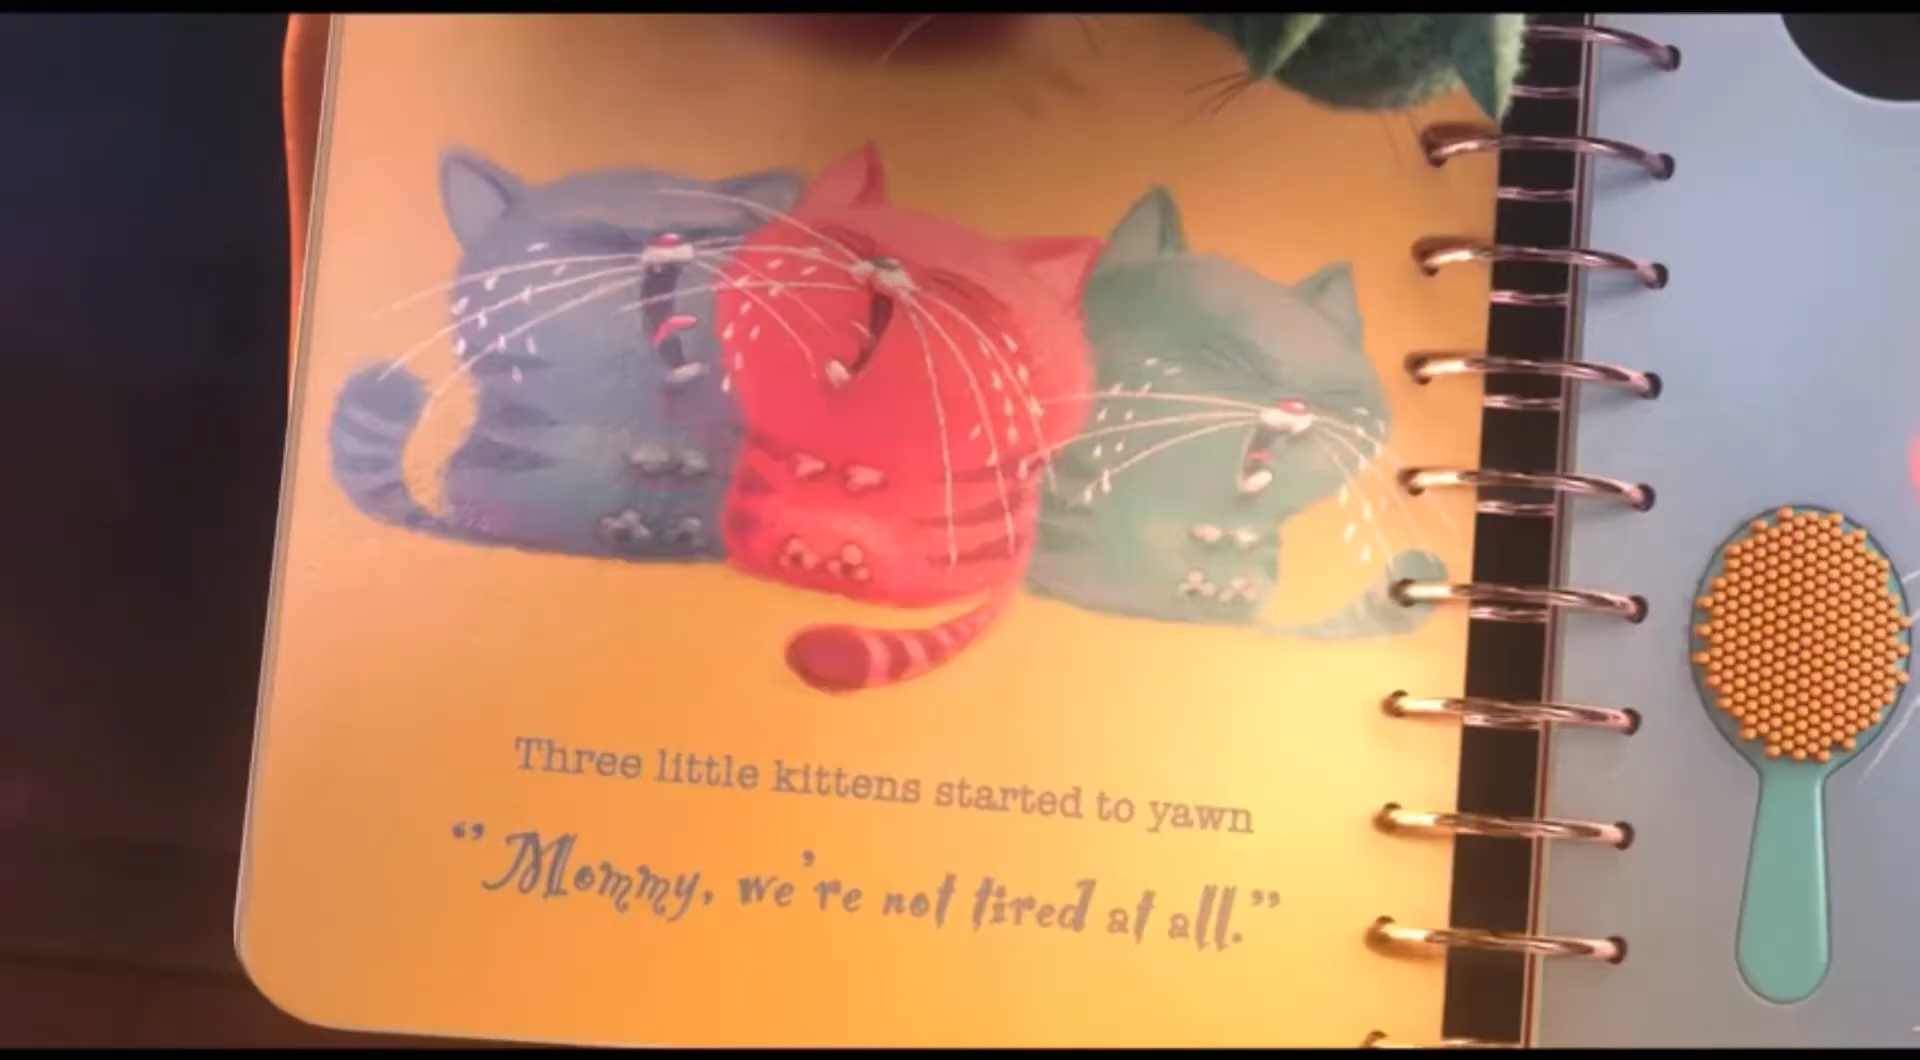 Three little kittens started to yawn
“Mommy, we're not tired at all.”